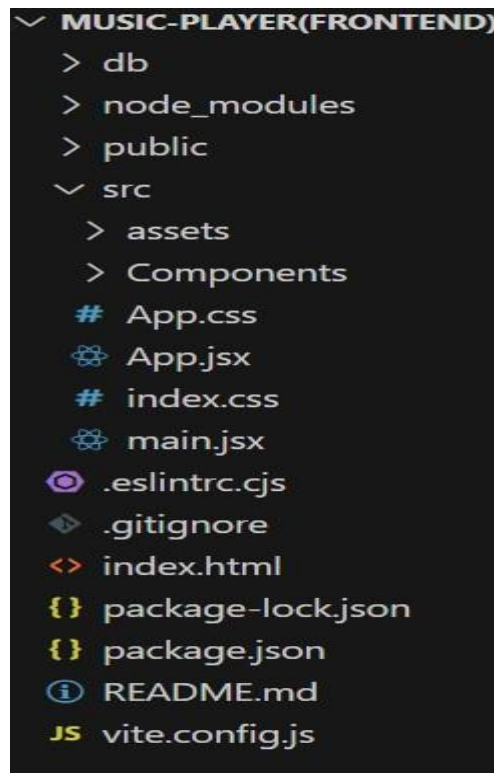 MUSIC-PLAYER(FRONTEND)
db
node_modules
public
src
assets
Components
# App.css
App.jsx
# index.css
main.jsx
.eslintrc.cjs
.gitignore
<> index.html
{} package-lock.json
{} package.json
README.md
JS vite.config.js